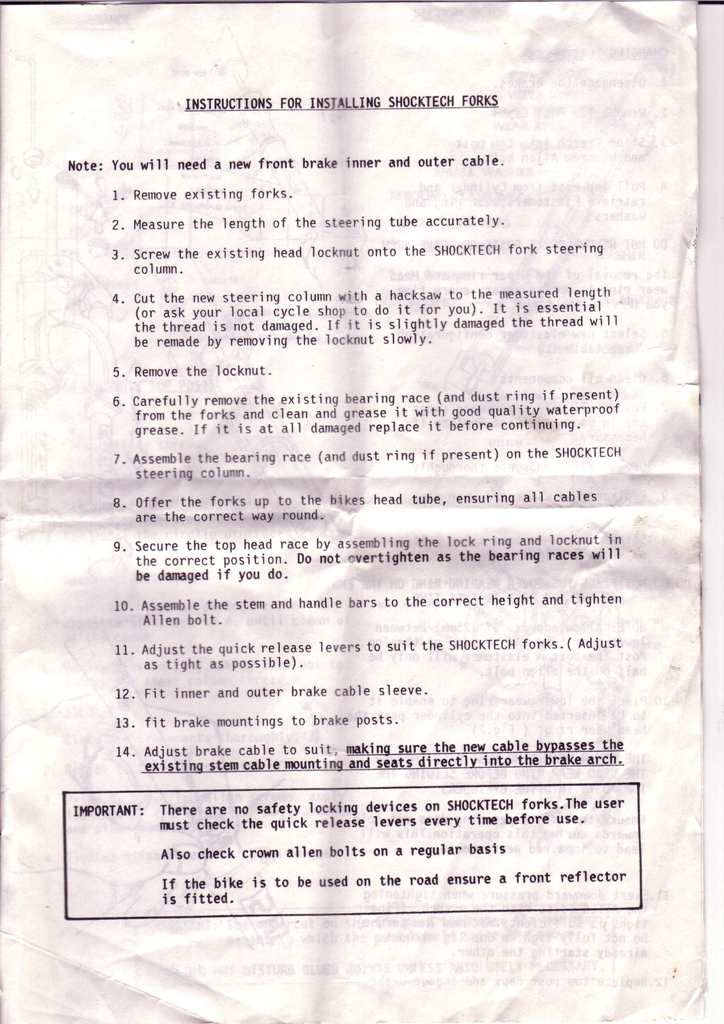 INSTRUCTIONS FOR INSTALLING SHOCKTECH FORKS
Note: You will need a new front brake inner and outer cable.
1. Remove existing forks.
2. Measure the length of the steering tube accurately.
3. Screw the existing head locknut onto the SHOCKTECH fork steering
column.
4. Cut the new steering column with a hacksaw to the measured length
(or ask your local cycle shop to do it for you). It is essential
the thread is not damaged. If it is slightly damaged the thread will
be remade by removing the locknut slowly.
5. Remove the locknut.
6. Carefully remove the existing bearing race (and dust ring if present)
from the forks and clean and grease it with good quality waterproof
grease. If it is at all damaged replace it before continuing.
7. Assemble the bearing race (and dust ring if present) on the SHOCKTECH
steering column.
8. Offer the forks up to the bikes head tube, ensuring all cables
are the correct way round.
9. Secure the top head race by assembling the lock ring and locknut in
the correct position. Do not overtighten as the bearing races will
be damaged if you do.
10. Assemble the stem and handle bars to the correct height and tighten
Allen bolt.
11. Adjust the quick release levers to suit the SHOCKTECH forks.( Adjust
as tight as possible).
12. Fit inner and outer brake cable sleeve.
13. fit brake mountings to brake posts.
14. Adjust brake cable to suit, making sure the new cable bypasses the
existing stem cable mounting and seats directly into the brake arch.
IMPORTANT: There are no safety locking devices on SHOCKTECH forks.The user
must check the quick release levers every time before use.
Also check crown allen bolts on a regular basis
If the bike is to be used on the road ensure a front reflector
is fitted.